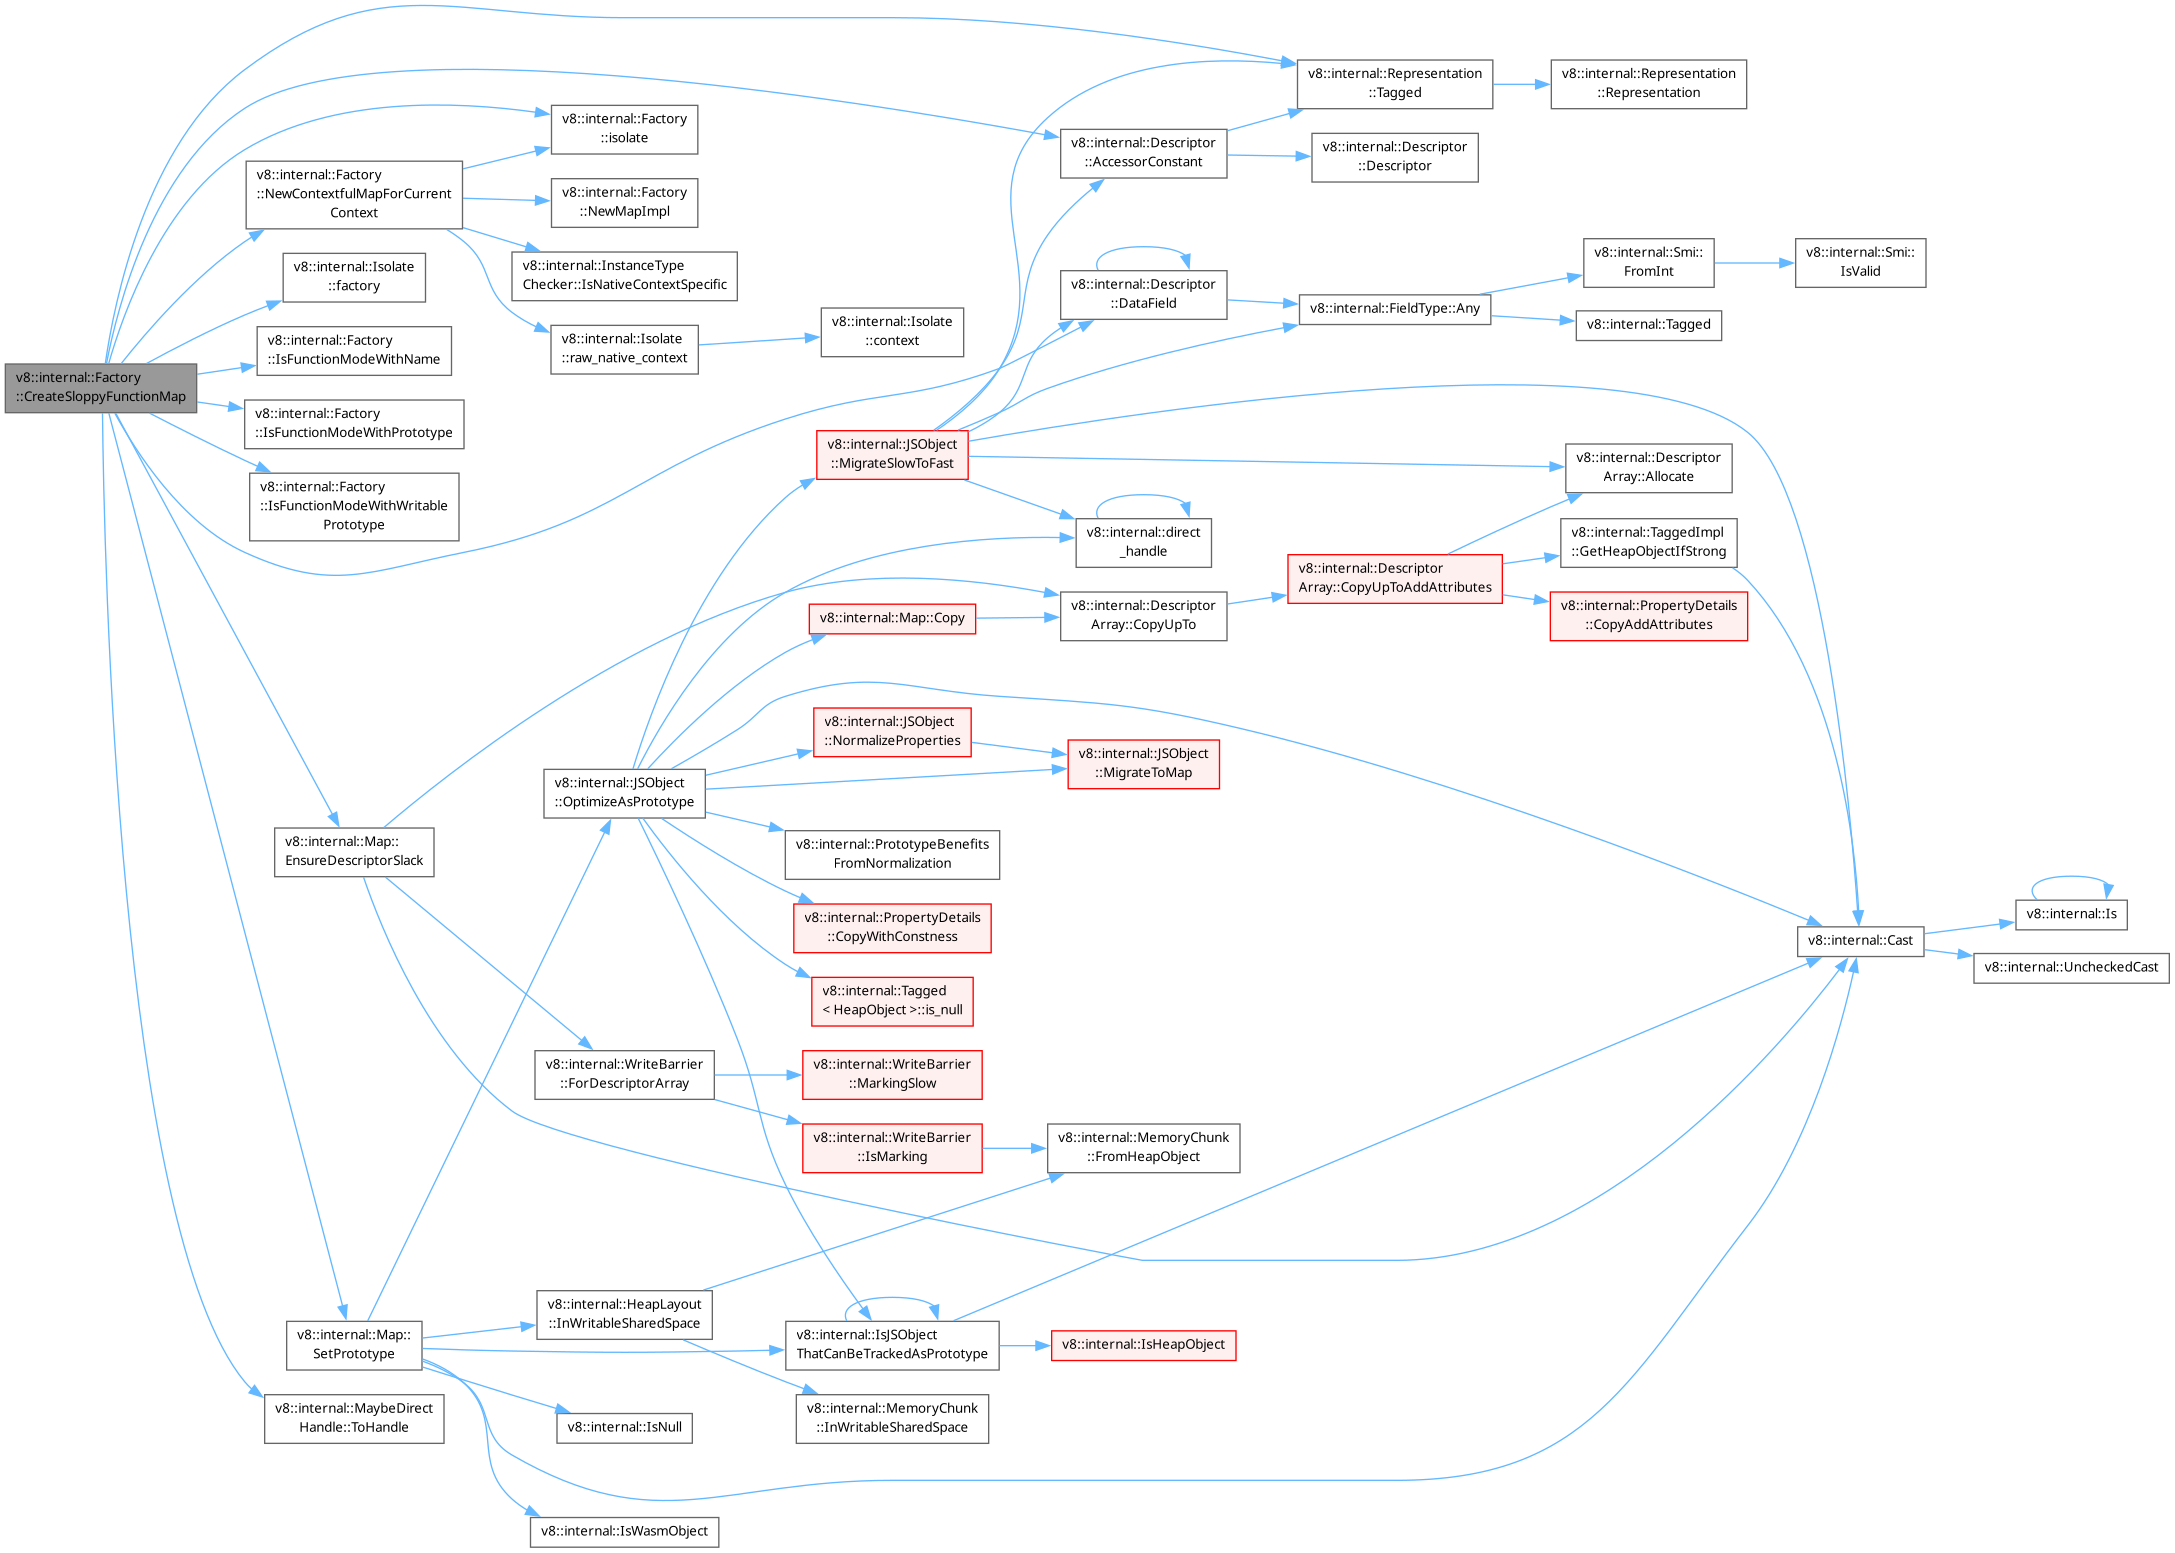 v8::internal::Factory
::CreateSloppyFunctionMap
v8::internal::Factory
::NewContextfulMapForCurrent
Context
v8::internal::Isolate
::factory
v8::internal::Factory
::IsFunctionModeWithName
v8::internal::Factory
::IsFunctionModeWithPrototype
v8::internal::Factory
::IsFunctionModeWithWritable
Prototype
v8::internal::Map::
EnsureDescriptorSlack
v8::internal::Map::
SetPrototype
v8::internal::MaybeDirect
Handle::ToHandle
v8::internal::Factory
::isolate
v8::internal::Factory
::NewMapImpl
v8::internal::InstanceType
Checker::IsNativeContextSpecific
v8::internal::Isolate
::raw_native_context
v8::internal::JSObject
::OptimizeAsPrototype
v8::internal::WriteBarrier
::ForDescriptorArray
v8::internal::HeapLayout
::InWritableSharedSpace
v8::internal::IsNull
v8::internal::IsWasmObject
v8::internal::Isolate
::context
v8::internal::JSObject
::MigrateSlowToFast
v8::internal::Map::Copy
v8::internal::JSObject
::NormalizeProperties
v8::internal::PrototypeBenefits
FromNormalization
v8::internal::PropertyDetails
::CopyWithConstness
v8::internal::Tagged
< HeapObject >::is_null
v8::internal::WriteBarrier
::MarkingSlow
v8::internal::WriteBarrier
::IsMarking
v8::internal::IsJSObject
ThatCanBeTrackedAsPrototype
v8::internal::MemoryChunk
::InWritableSharedSpace
v8::internal::Descriptor
::AccessorConstant
v8::internal::Descriptor
::DataField
v8::internal::direct
_handle
v8::internal::Descriptor
Array::CopyUpTo
v8::internal::JSObject
::MigrateToMap
v8::internal::MemoryChunk
::FromHeapObject
v8::internal::IsHeapObject
v8::internal::Representation
::Tagged
v8::internal::Descriptor
::Descriptor
v8::internal::FieldType::Any
v8::internal::Descriptor
Array::CopyUpToAddAttributes
v8::internal::Representation
::Representation
v8::internal::Smi::
FromInt
v8::internal::Tagged
v8::internal::Descriptor
Array::Allocate
v8::internal::TaggedImpl
::GetHeapObjectIfStrong
v8::internal::PropertyDetails
::CopyAddAttributes
v8::internal::Smi::
IsValid
v8::internal::Cast
v8::internal::Is
v8::internal::UncheckedCast